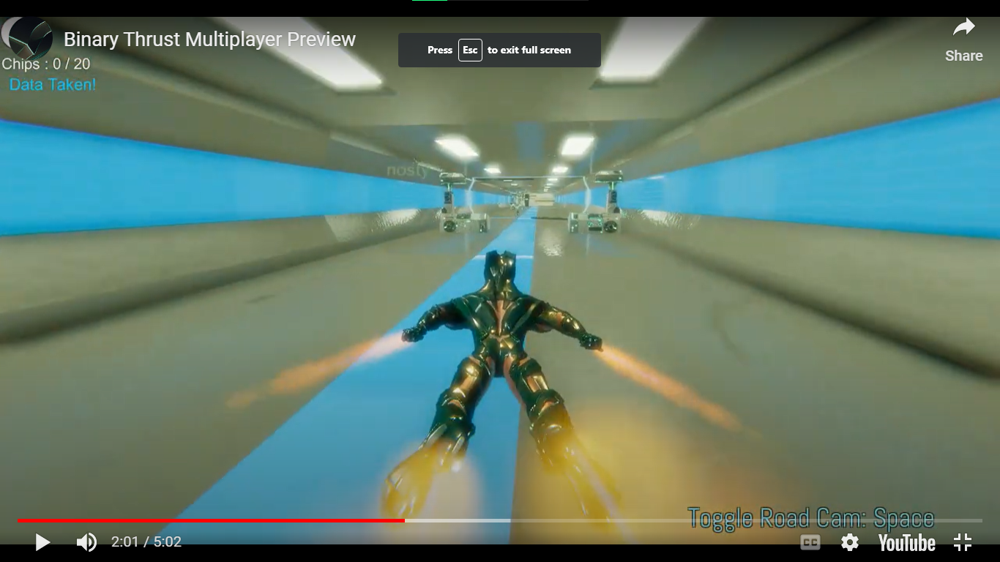 Binary Thrust Multiplayer Preview
Press Esc to exit full screen
Share
Chips : 0 / 20
Data Taken!
nosty
Toggle Road Cam: Space
2:01 / 5:02
CC
YouTube